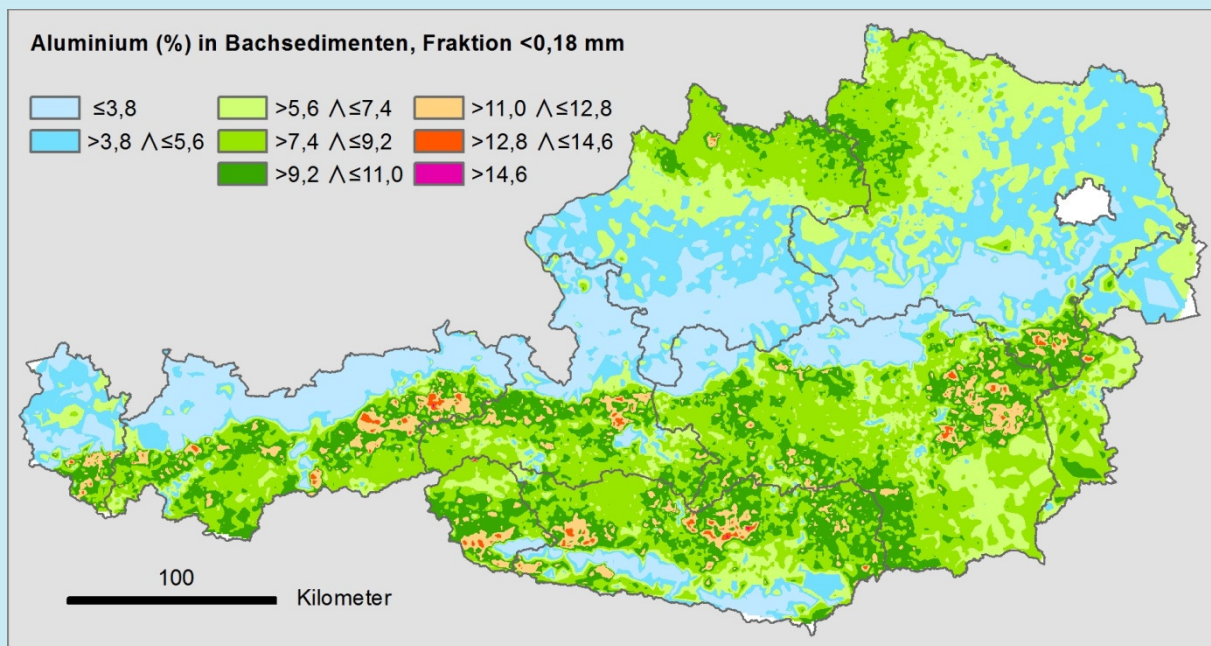 Aluminium (%) in Bachsedimenten, Fraktion <0,18 mm
≤3,8 >5,6 ⋀≤7,4 >11,0 ⋀≤12,8
>3,8 ⋀≤5,6 >7,4 ⋀≤9,2 >12,8 ⋀≤14,6
>9,2 ⋀≤11,0 >14,6
100
Kilometer